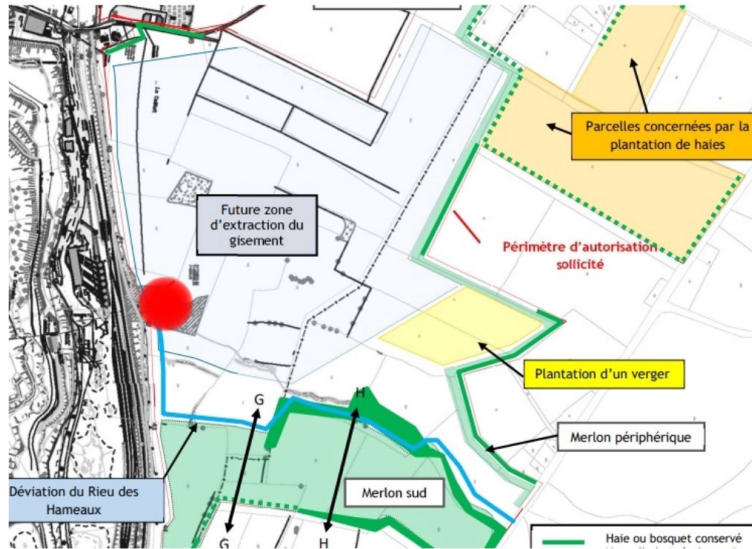 Parcelles concernées par la
plantation de haies
Future zone
d'extraction du
gisement
Périmètre d'autorisation
sollicité
Plantation d'un verger
G
H
Merlon périphérique
Déviation du Rieu des
Hameaux
Merlon sud
G
H
Haie ou bosquet conservé